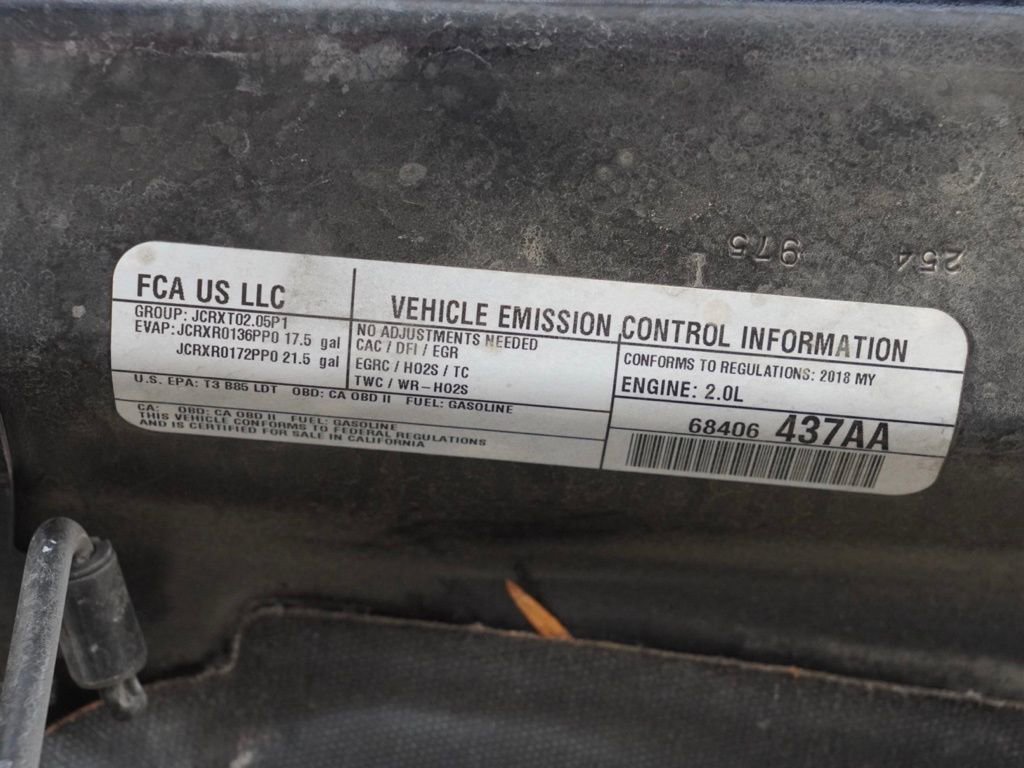 254 975
FCA US LLC
VEHICLE EMISSION CONTROL INFORMATION
GROUP: JCRXT02.05P1
EVAP: JCRXR0136PP0 17.5 gal
JCRXR0172PP0 21.5 gal
NO ADJUSTMENTS NEEDED
CAC / DFI / EGR
EGRC / HO2S / TC
TWC / WR-HO2S
CONFORMS TO REGULATIONS: 2018 MY
ENGINE: 2.0L
U.S. EPA: T3 B85 LDT OBD: CA OBD II FUEL: GASOLINE
CA: OBD: CA OBD II FUEL: GASOLINE
THIS VEHICLE CONFORMS TO FEDERAL REGULATIONS
AND IS CERTIFIED FOR SALE IN CALIFORNIA
68406 437AA